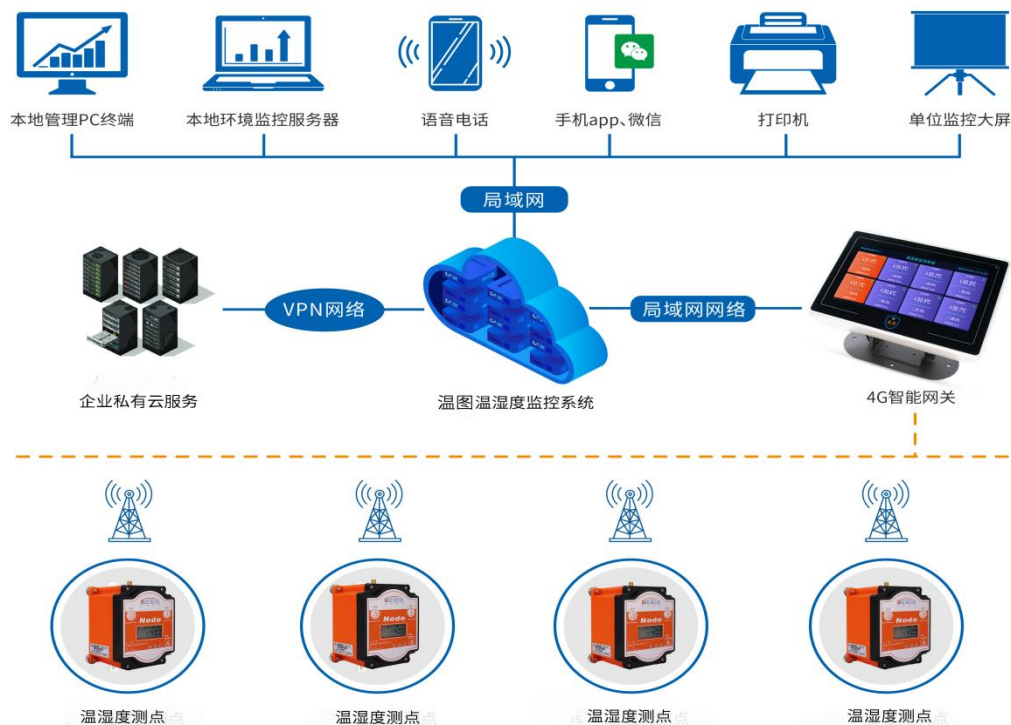 本地管理PC终端
本地环境监控服务器
语音电话
手机app、微信
打印机
单位监控大屏
局域网
VPN网络
局域网网络
企业私有云服务
温图温湿度监控系统
4G智能网关
Node
Node
Node
Node
温湿度测点
温湿度测点
温湿度测点
温湿度测点